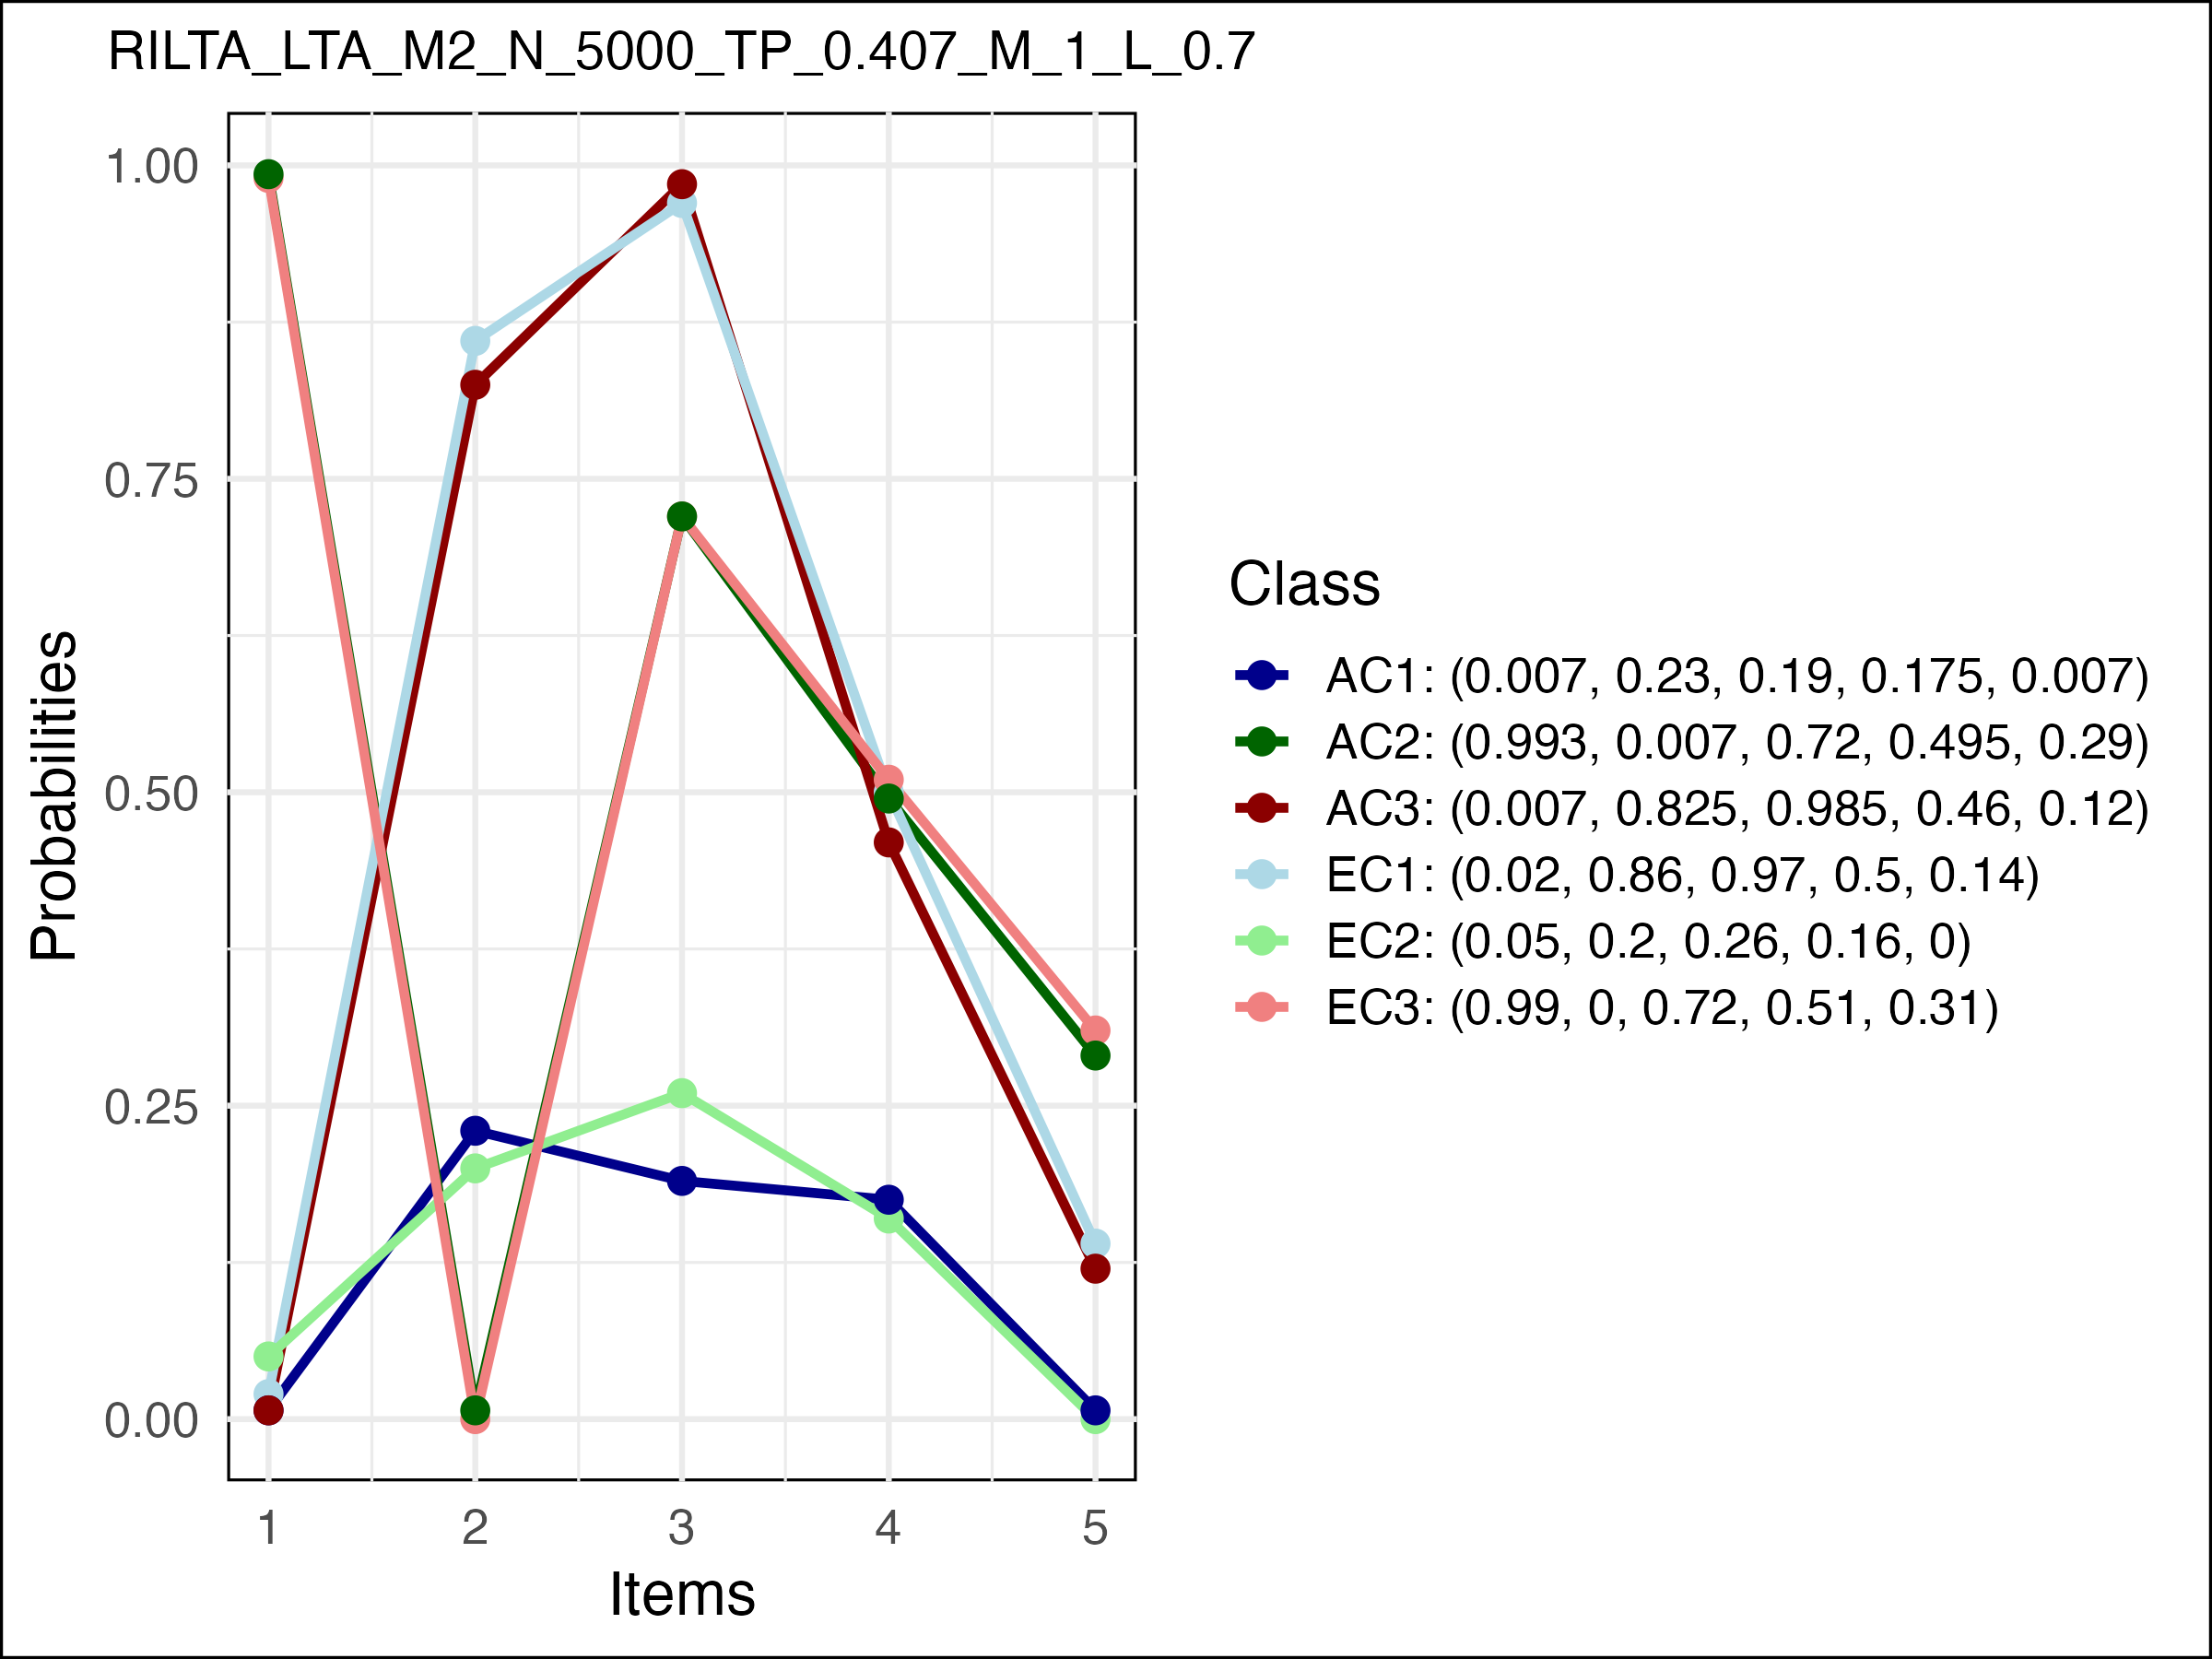 RILTA_LTA_M2_N_5000_TP_0.407_M_1_L_0.7
1.00
0.75
0.50
0.25
0.00
Probabilities
1 2 3 4 5
Items
Class
AC1: (0.007, 0.23, 0.19, 0.175, 0.007)
AC2: (0.993, 0.007, 0.72, 0.495, 0.29)
AC3: (0.007, 0.825, 0.985, 0.46, 0.12)
EC1: (0.02, 0.86, 0.97, 0.5, 0.14)
EC2: (0.05, 0.2, 0.26, 0.16, 0)
EC3: (0.99, 0, 0.72, 0.51, 0.31)